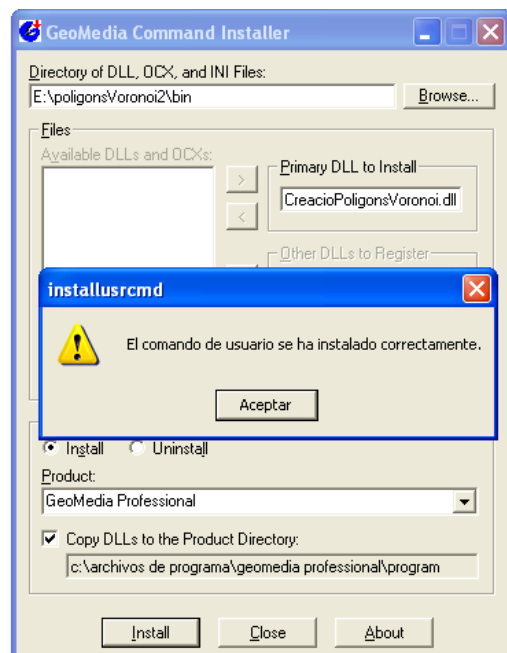 GeoMedia Command Installer
Directory of DLL, OCX, and INI Files:
E:\poligonsVoronoi2\bin
Browse...
Files
Available DLLs and OCXs:
>
<
Primary DLL to Install
CreacioPoligonsVoronoi.dll
Other DLLs to Register
installusrcmd
El comando de usuario se ha instalado correctamente.
Aceptar
Install
Uninstall
Product:
GeoMedia Professional
Copy DLLs to the Product Directory:
c:\archivos de programa\geomedia professional\program
Install
Close
About